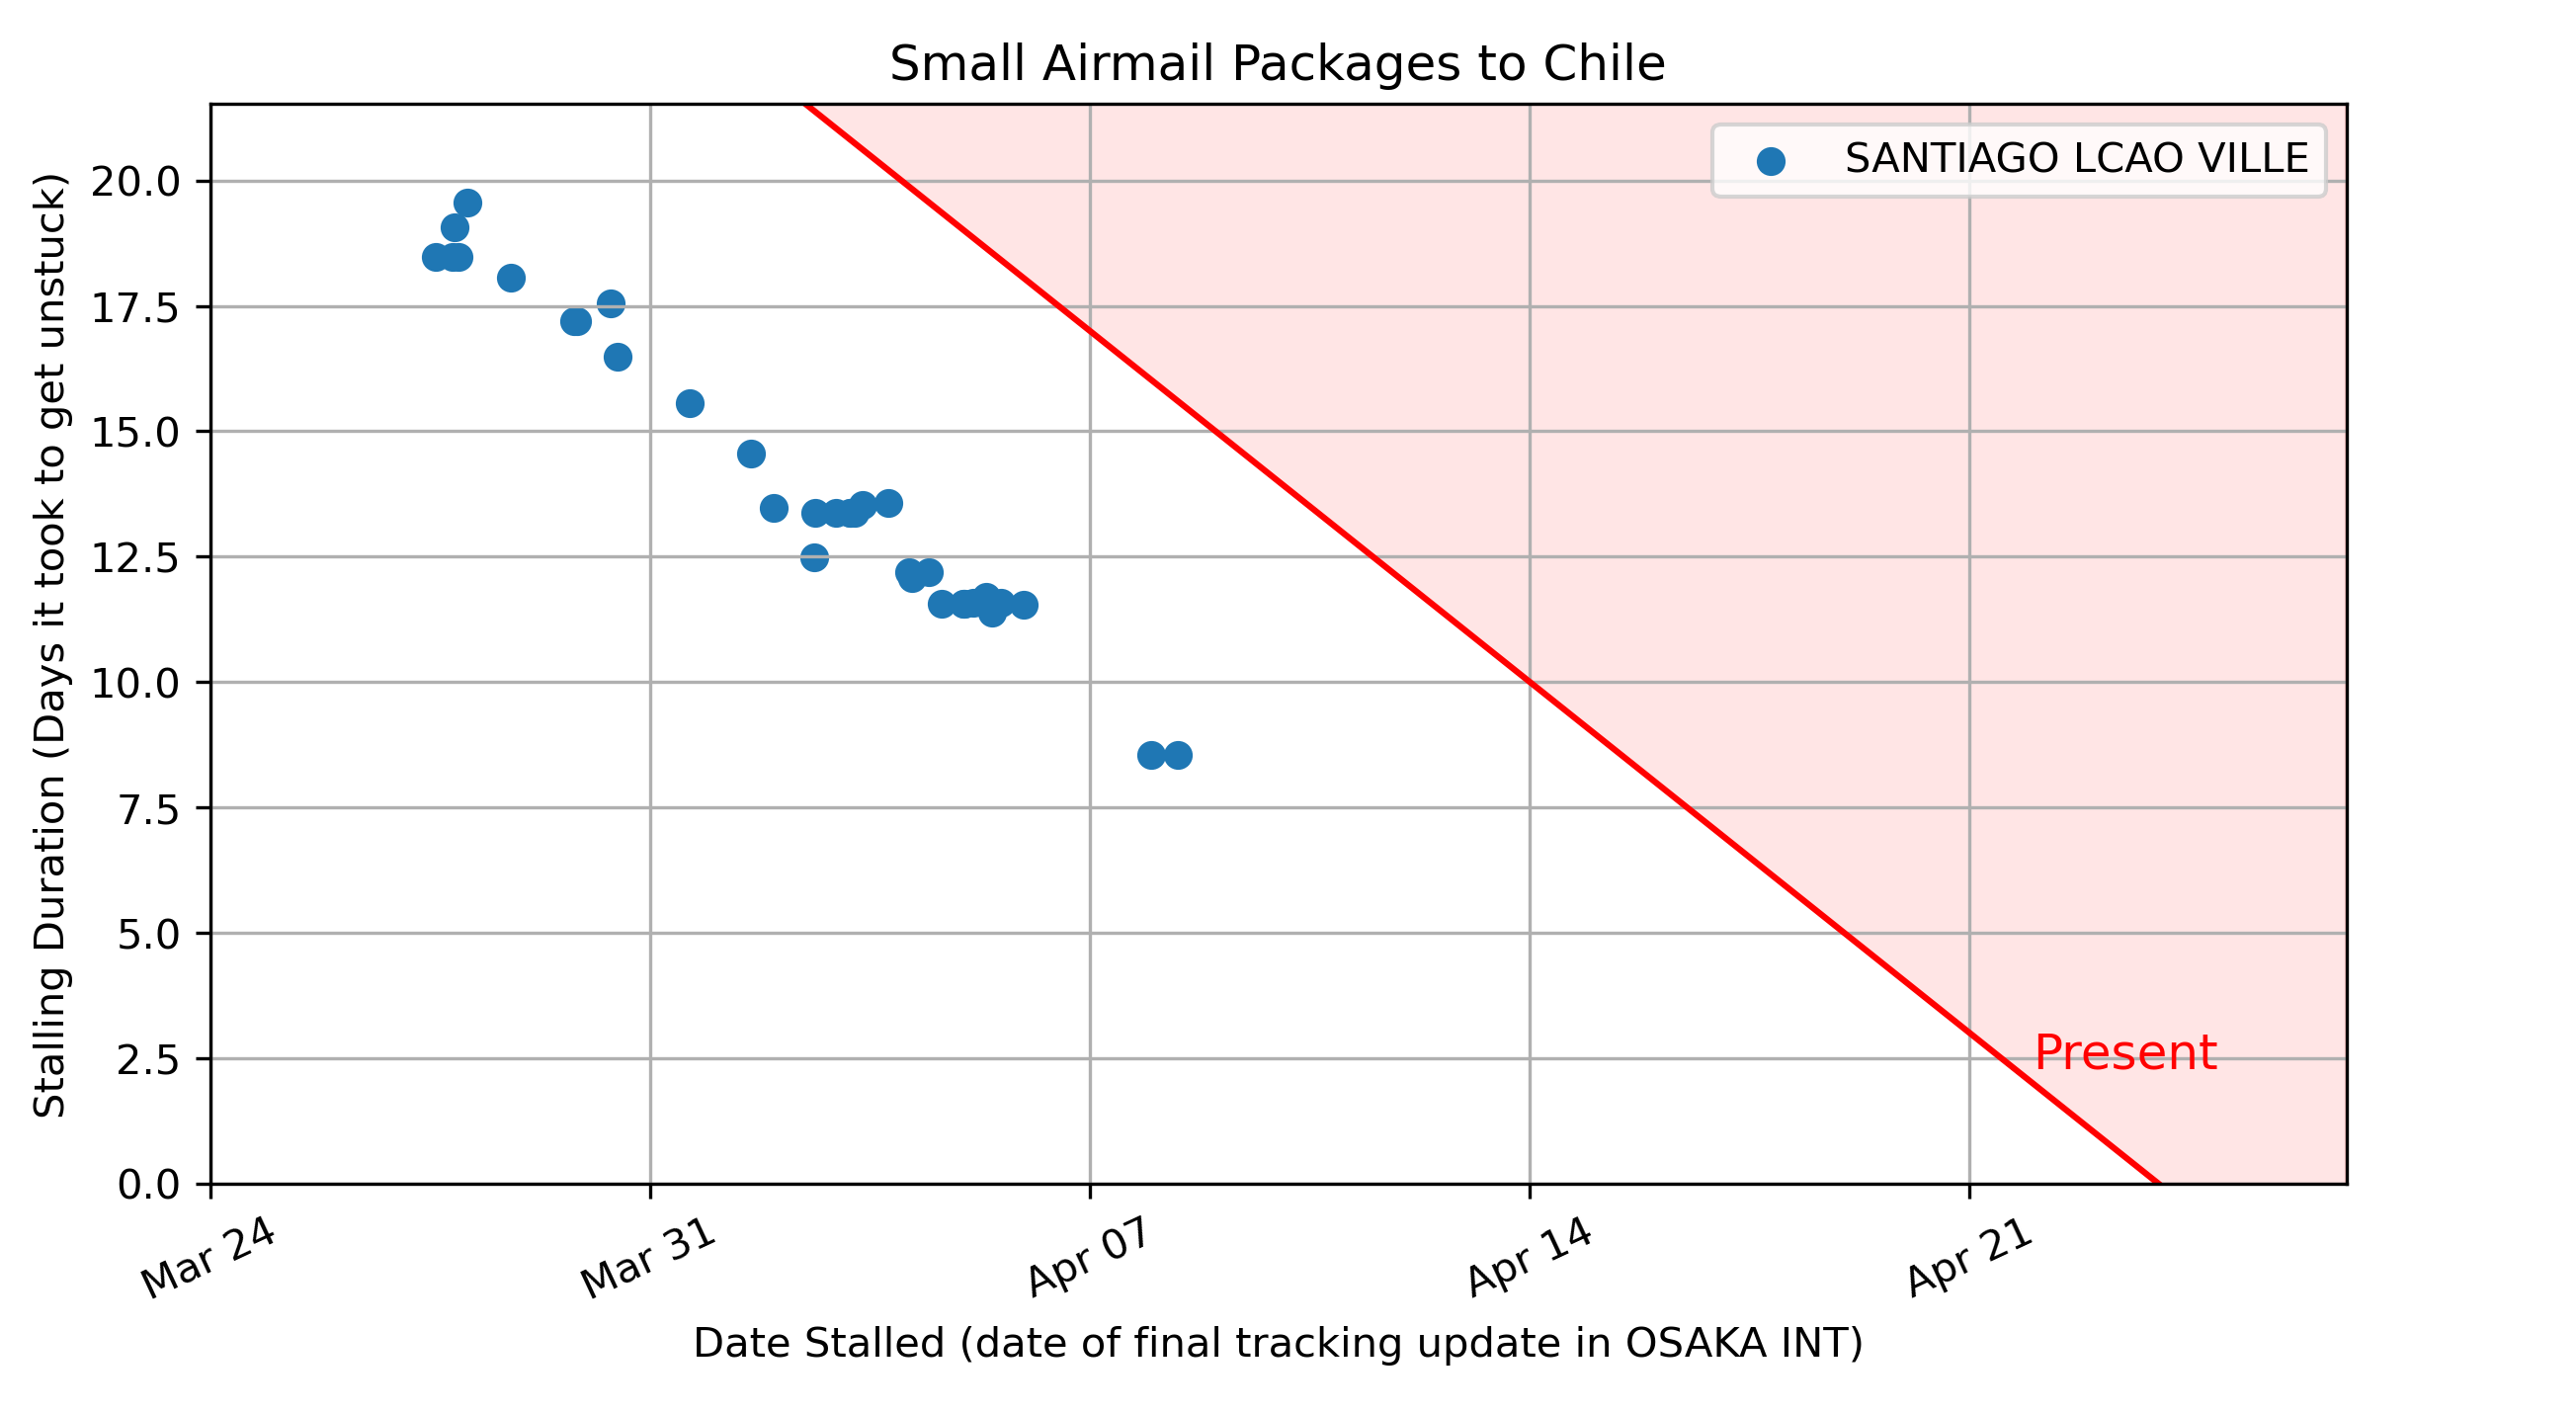 Small Airmail Packages to Chile
SANTIAGO LCAO VILLE
Stalling Duration (Days it took to get unstuck)
20.0
17.5
15.0
12.5
10.0
7.5
5.0
2.5
0.0
Present
Mar 24
Mar 31
Apr 07
Apr 14
Apr 21
Date Stalled (date of final tracking update in OSAKA INT)